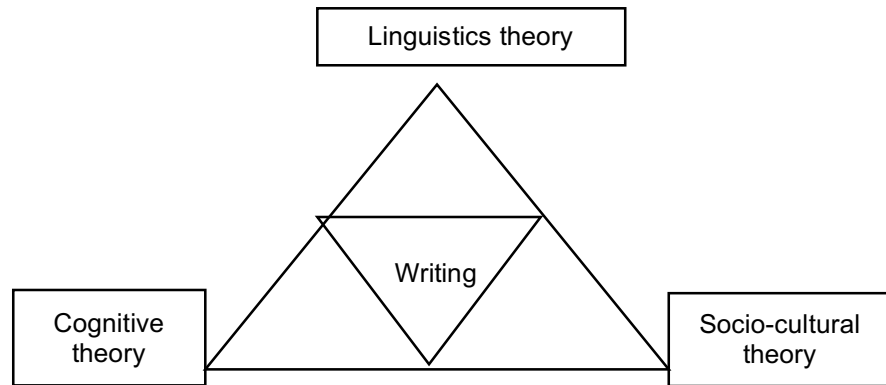 Linguistics theory
Writing
Cognitive
theory
Socio-cultural
theory